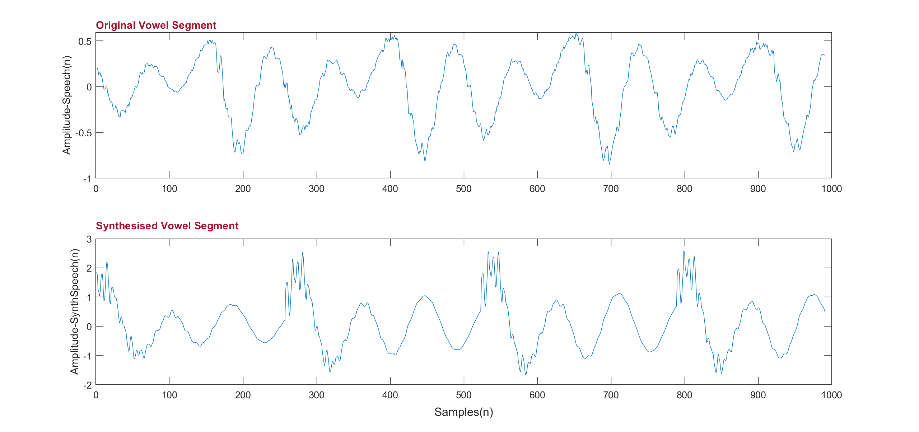 Original Vowel Segment
Amplitude-Speech(n)
0.5
0
-0.5
-1
0 100 200 300 400 500 600 700 800 900 1000
Synthesised Vowel Segment
Amplitudo-SynthSpeech(n)
3
2
1
0
-1
-2
0 100 200 300 400 500 600 700 800 900 1000
Samples(n)